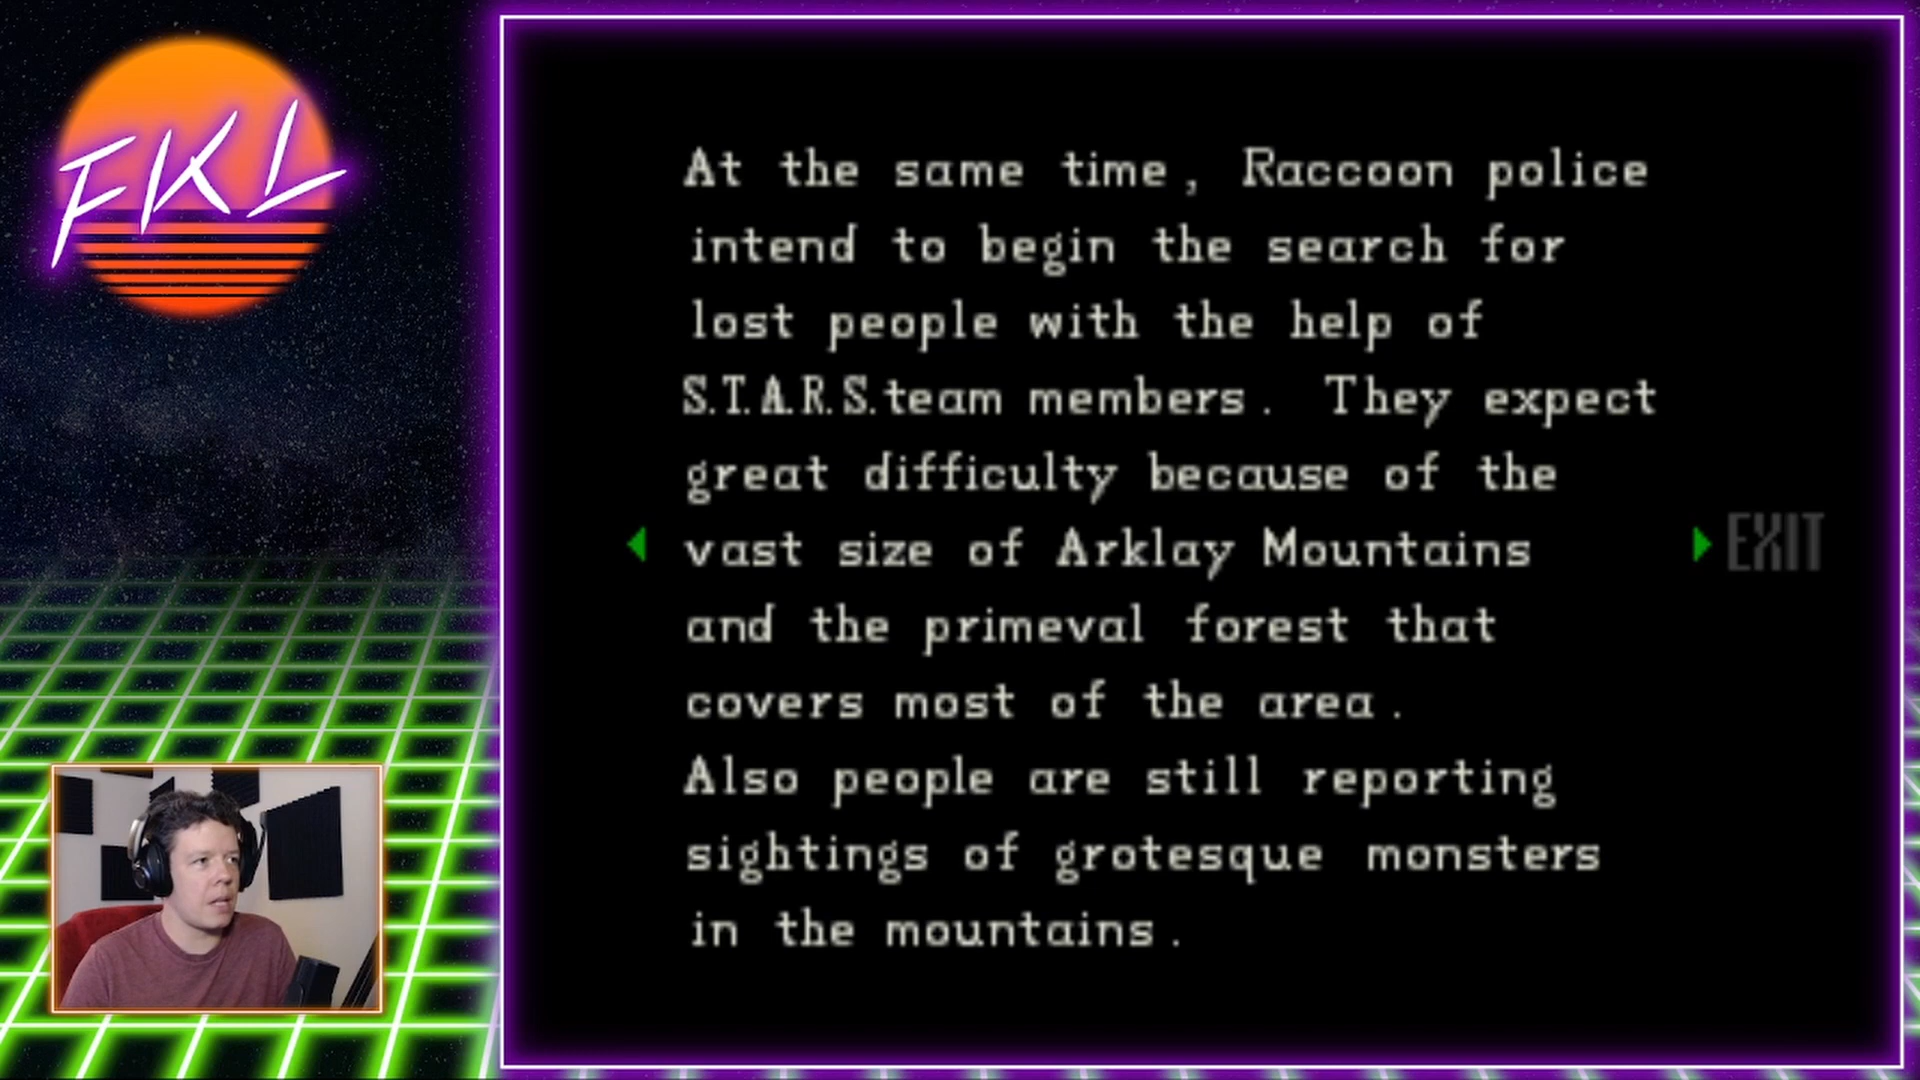 FKL
At the same time, Raccoon police
intend to begin the search for
lost people with the help of
S.T.A.R.S.team members. They expect
great difficulty because of the
vast size of Arklay Mountains
EXIT
and the primeval forest that
covers most of the area.
Also people are still reporting
sightings of grotesque monsters
in the mountains.